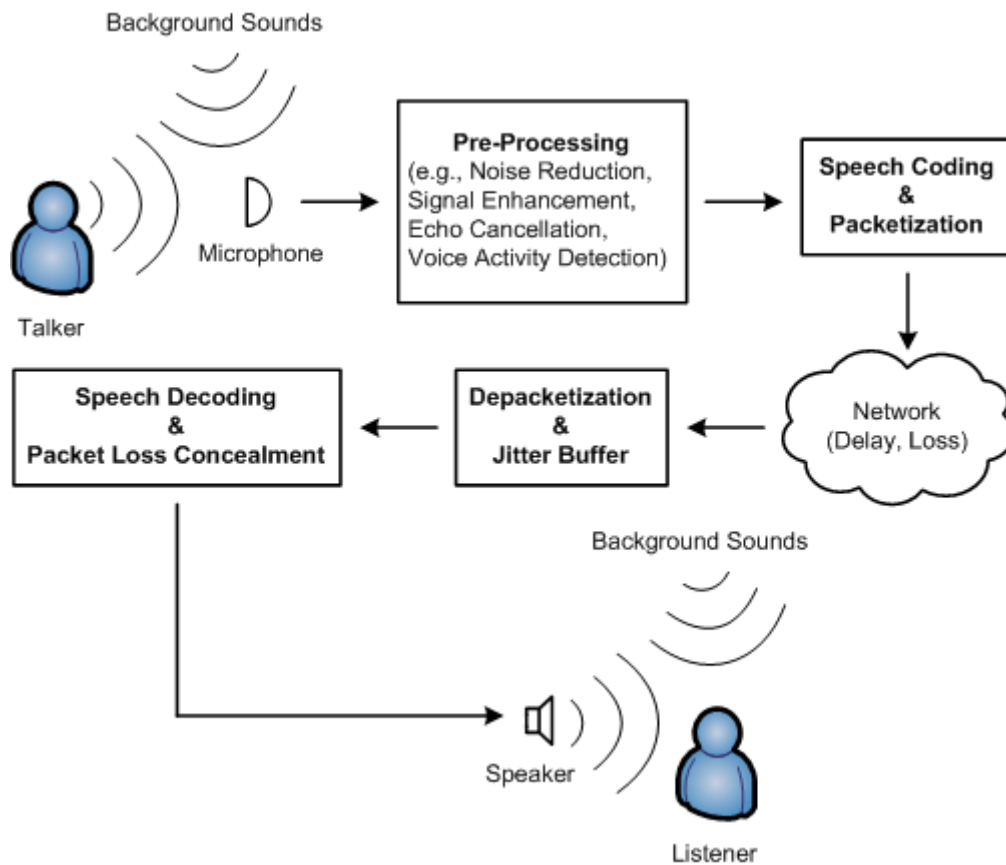 Background Sounds
Pre-Processing
(e.g., Noise Reduction,
Signal Enhancement,
Echo Cancellation,
Voice Activity Detection)
Speech Coding
&
Packetization
Microphone
Talker
Speech Decoding
&
Packet Loss Concealment
Depacketization
&
Jitter Buffer
Network
(Delay, Loss)
Background Sounds
Speaker
Listener